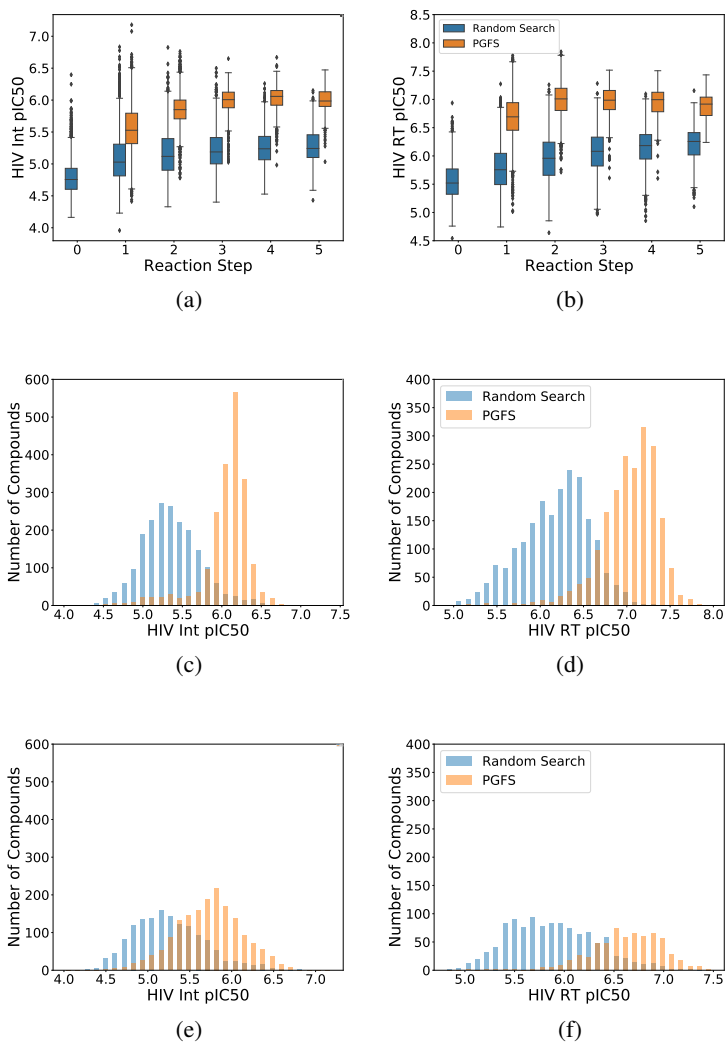 HIV Int pIC50
7.0
6.5
6.0
5.5
5.0
4.5
4.0
0 1 2 3 4 5
Reaction Step
(a)
HIV RT pIC50
8.5
8.0
7.5
7.0
6.5
6.0
5.5
5.0
4.5
Random Search
PGFS
0 1 2 3 4 5
Reaction Step
(b)
Number of Compounds
600
500
400
300
200
100
0
4.0 4.5 5.0 5.5 6.0 6.5 7.0 7.5
HIV Int pIC50
(c)
Number of Compounds
400
350
300
250
200
150
100
50
0
Random Search
PGFS
5.0 5.5 6.0 6.5 7.0 7.5 8.0
HIV RT pIC50
(d)
Number of Compounds
600
500
400
300
200
100
0
4.0 4.5 5.0 5.5 6.0 6.5 7.0
HIV Int pIC50
(e)
Number of Compounds
400
350
300
250
200
150
100
50
0
Random Search
PGFS
5.0 5.5 6.0 6.5 7.0 7.5
HIV RT pIC50
(f)